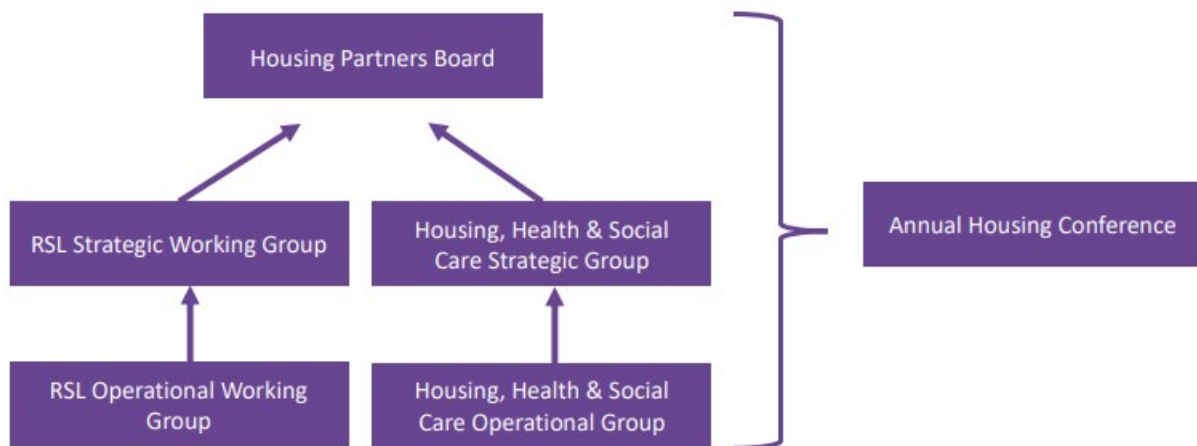 Housing Partners Board
RSL Strategic Working Group
Housing, Health & Social
Care Strategic Group
Annual Housing Conference
RSL Operational Working
Group
Housing, Health & Social
Care Operational Group